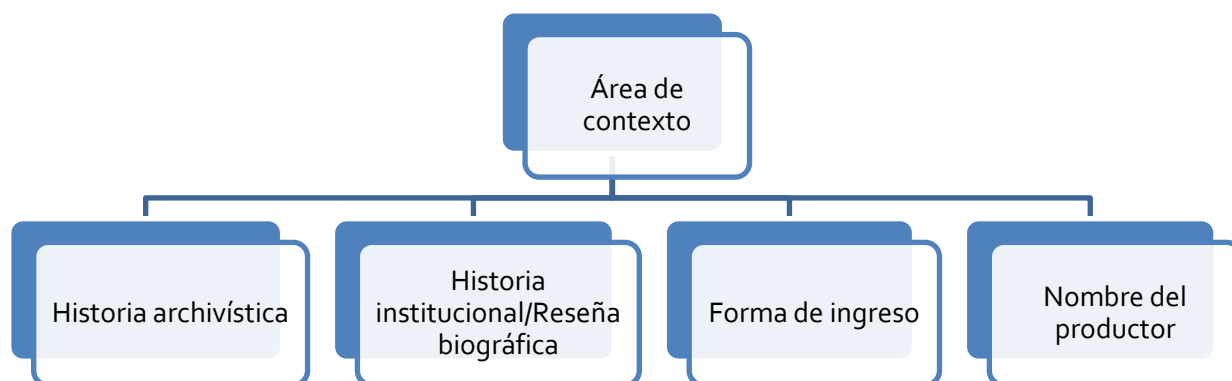 Área de
contexto
Historia archivística
Historia
institucional/Reseña
biográfica
Forma de ingreso
Nombre del
productor